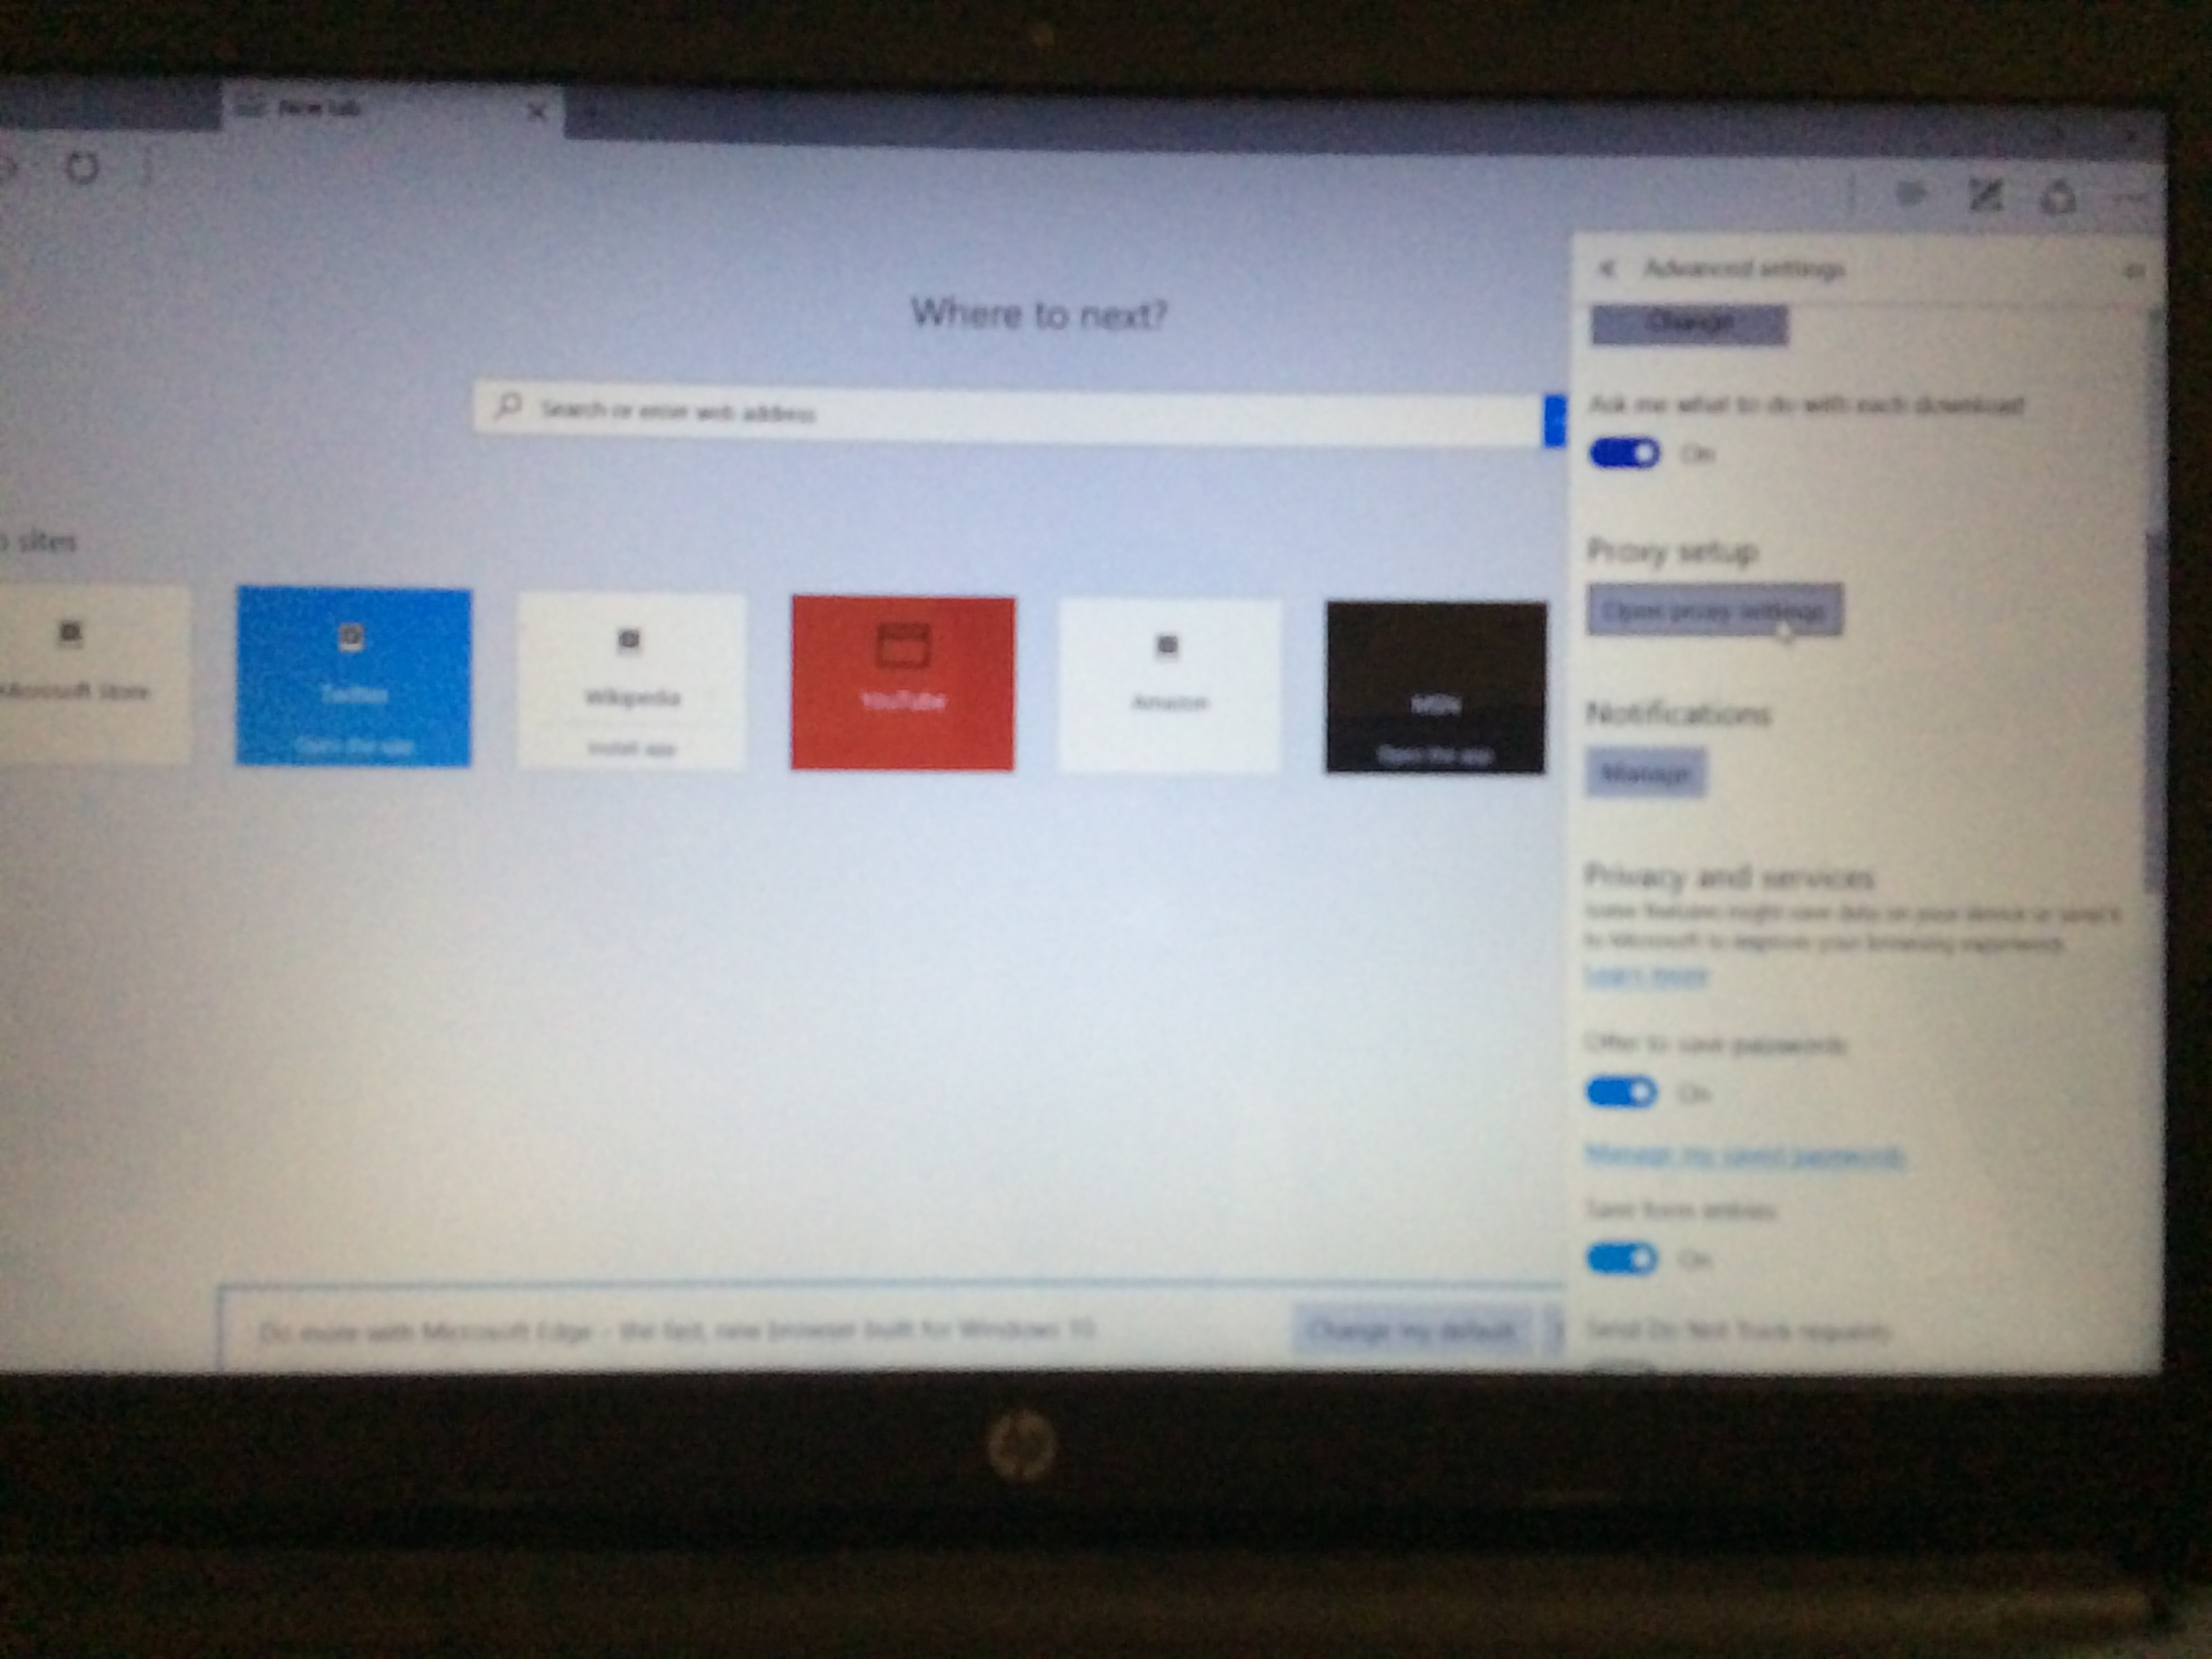 New tab
Advanced settings
Change
Where to next?
Search or enter web address
Ask me what to do with each download
On
sites
Proxy setup
Open proxy settings
Microsoft Store
Twitter
Open the app
Wikipedia
Install app
YouTube
Amazon
MSN
Open the app
Notifications
Manage
Privacy and services
Some features might save data on your device or send it
to Microsoft to improve your browsing experience.
Learn more
Offer to save passwords
On
Manage my saved passwords
Save form entries
On
Do more with Microsoft Edge – the fast, new browser built for Windows 10
Change my default
Send Do Not Track requests
hp